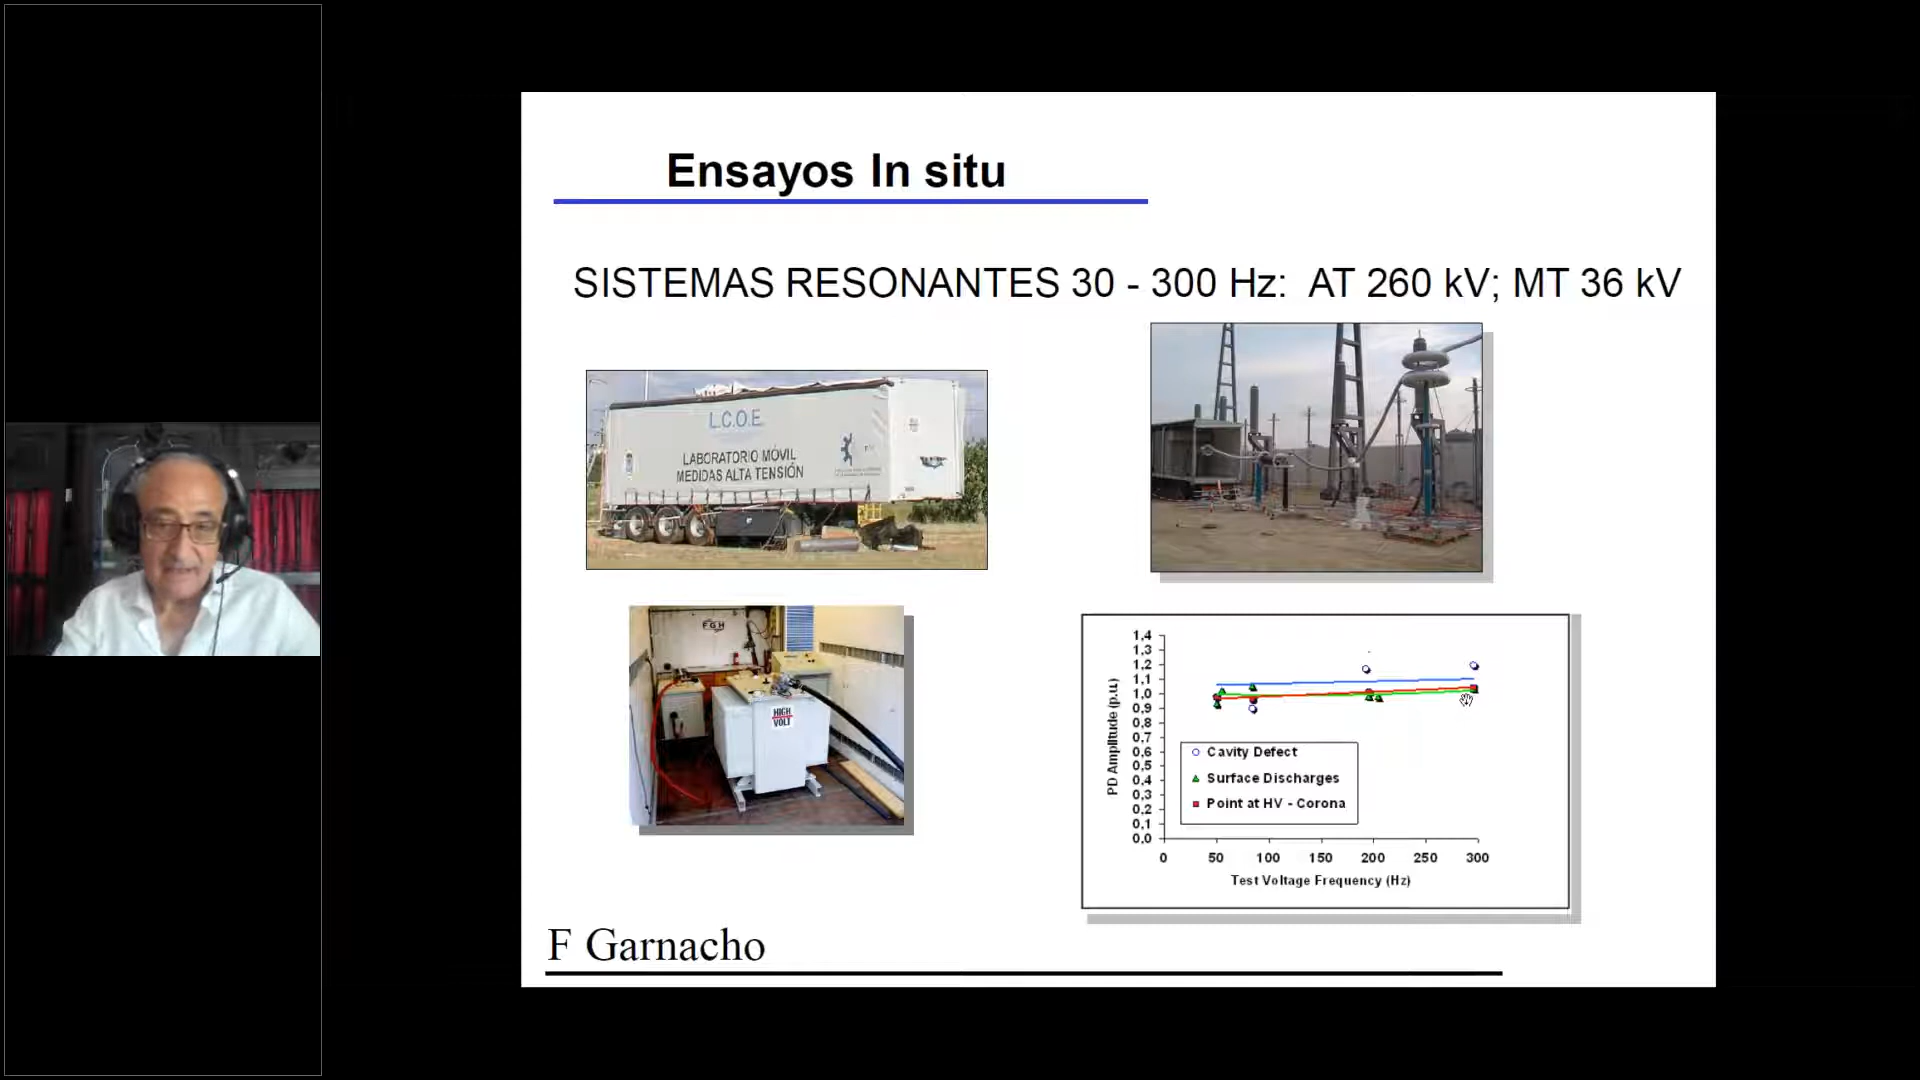 Ensayos In situ
SISTEMAS RESONANTES 30 - 300 Hz: AT 260 kV; MT 36 kV
L.C.O.E.
LABORATORIO MÓVIL
MEDIDAS ALTA TENSIÓN
FGH
HIGH
VOLT
1,4
1,3
1,2
1,1
1,0
0,9
0,8
0,7
0,6
0,5
0,4
0,3
0,2
0,1
0,0
PD Amplitude (p.u.)
Cavity Defect
Surface Discharges
Point at HV - Corona
0 50 100 150 200 250 300
Test Voltage Frequency (Hz)
F Garnacho